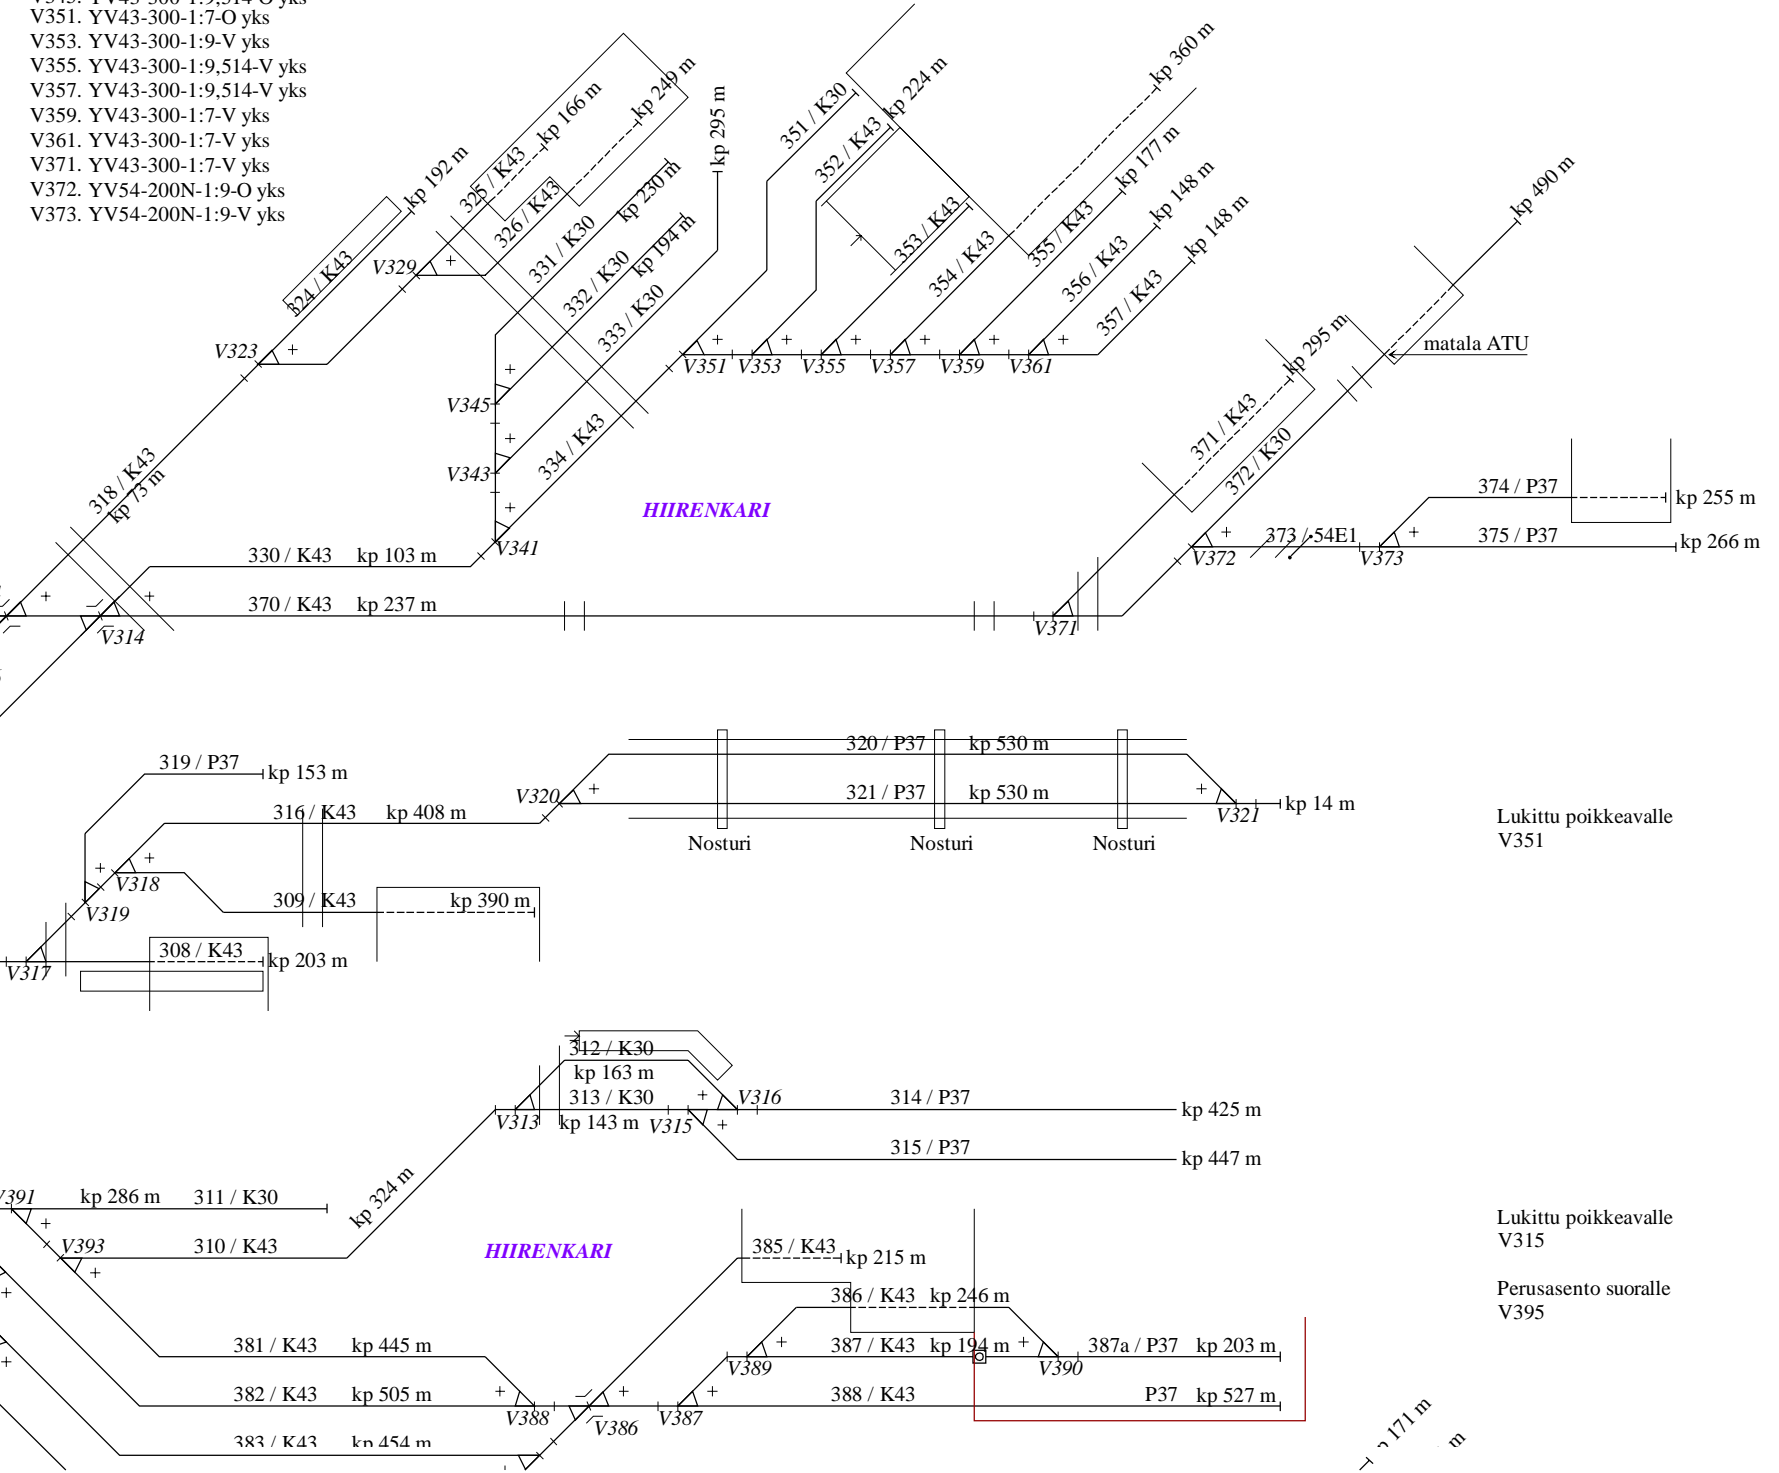 V351. YV43-300-1:7-O yks
V353. YV43-300-1:9-V yks
V355. YV43-300-1:9,514-V yks
V357. YV43-300-1:9,514-V yks
V359. YV43-300-1:7-V yks
V361. YV43-300-1:7-V yks
V371. YV43-300-1:7-V yks
V372. YV54-200N-1:9-O yks
V373. YV54-200N-1:9-V yks
324 / K43
kp 192 m
V323
318 / K43
kp 73 m
V329
325 / K43
kp 166 m
kp 249 m
326 / K43
331 / K30
kp 230 m
332 / K30
kp 194 m
333 / K30
kp 295 m
334 / K43
V345
V343
V341
351 / K30
352 / K43
kp 224 m
353 / K43
354 / K43
kp 360 m
355 / K43
kp 177 m
356 / K43
kp 148 m
357 / K43
kp 148 m
V351
V353
V355
V357
V359
V361
kp 490 m
matala ATU
371 / K43
kp 295 m
372 / K30
374 / P37
kp 255 m
373 / 54E1
375 / P37
kp 266 m
V372
V373
HIIRENKARI
330 / K43 kp 103 m
370 / K43 kp 237 m
V314
V371
319 / P37
kp 153 m
316 / K43 kp 408 m
V320
320 / P37 kp 530 m
321 / P37 kp 530 m
kp 14 m
V321
Nosturi
Nosturi
Nosturi
Lukittu poikkeavalle
V351
V318
V319
309 / K43
kp 390 m
308 / K43
kp 203 m
V317
312 / K30
kp 163 m
313 / K30
kp 143 m
V313
V315
V316
314 / P37
kp 425 m
315 / P37
kp 447 m
V391
kp 286 m 311 / K30
kp 324 m
V393
310 / K43
HIIRENKARI
Lukittu poikkeavalle
V315
Perusasento suoralle
V395
385 / K43
kp 215 m
386 / K43 kp 246 m
381 / K43 kp 445 m
387 / K43 kp 194 m
387a / P37 kp 203 m
V389
V390
382 / K43 kp 505 m
388 / K43
P37 kp 527 m
V388
V386
V387
383 / K43 kp 454 m
kp 171 m